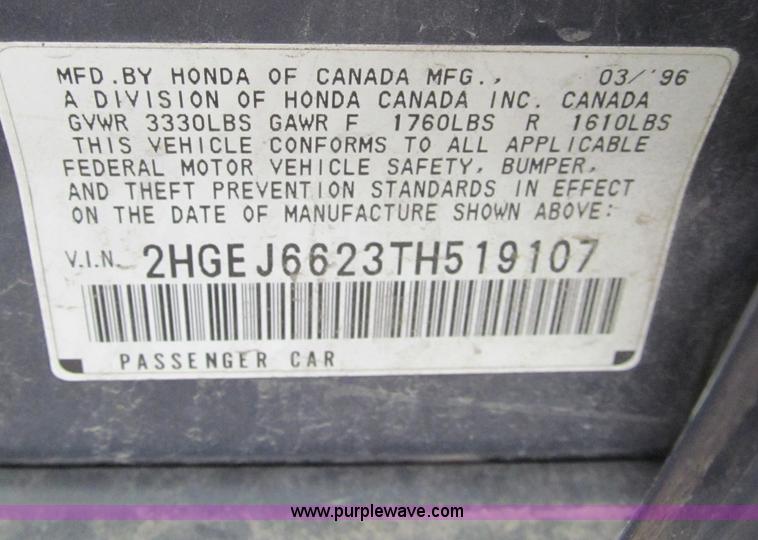 MFD.BY HONDA OF CANADA MFG., 03/'96
A DIVISION OF HONDA CANADA INC. CANADA
GVWR 3330LBS GAWR F 1760LBS R 1610LBS
THIS VEHICLE CONFORMS TO ALL APPLICABLE
FEDERAL MOTOR VEHICLE SAFETY, BUMPER,
AND THEFT PREVENTION STANDARDS IN EFFECT
ON THE DATE OF MANUFACTURE SHOWN ABOVE:
V.I.N. 2HGEJ6623TH519107
PASSENGER CAR
www.purplewave.com